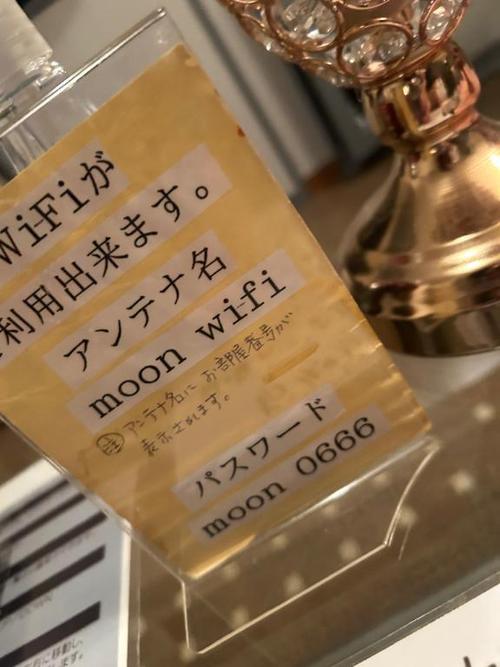 WiFiが
利用出来ます。
アンテナ名
moon wifi
注 アンテナ名に お部屋番号が
表示されます。
パスワード
moon 0666